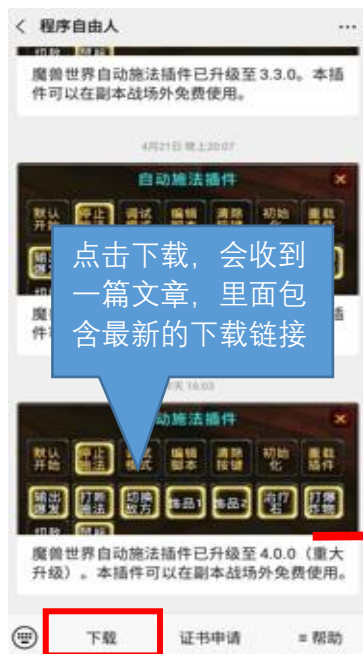 程序自由人
魔兽世界自动施法插件已升级至 3.3.0。本插
件可以在副本战场外免费使用。
4月21日 晚上20:07
自动施法插件
默认开始 停止施法 调试模式 编辑脚本 清除按键 初始化 重载插件
点击下载，会收到
一篇文章，里面包
含最新的下载链接
天 16:03
动施法插件
默认开始 停止施法 模式 编辑脚本 清除按键 初始化 重载插件
输出爆发 打断施法 切换敌方 饰品1 饰品2 治疗石 打爆炸物
魔兽世界自动施法插件已升级至 4.0.0（重大
升级）。本插件可以在副本战场外免费使用。
下载 证书申请 ≡ 帮助